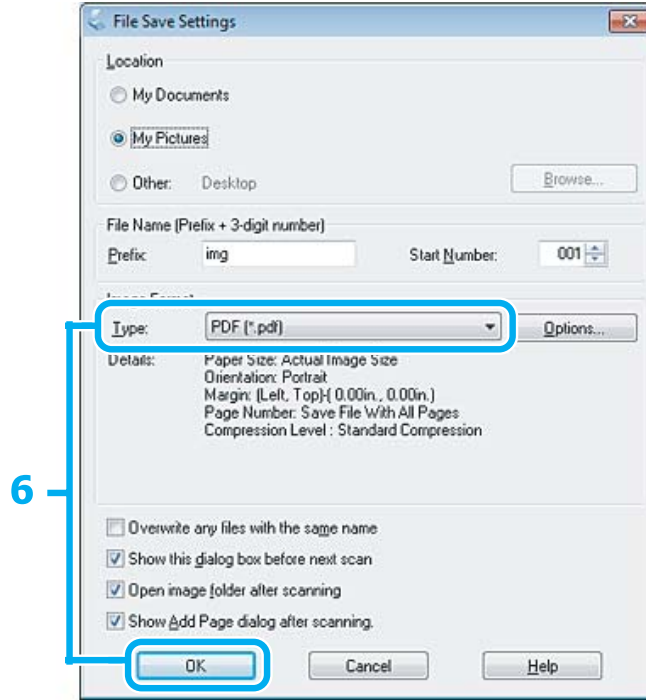 File Save Settings
Location
My Documents
My Pictures
Other: Desktop Browse...
File Name (Prefix + 3-digit number)
Prefix: img Start Number: 001
Image Format
Type: PDF (*.pdf) Options...
Details: Paper Size: Actual Image Size
Orientation: Portrait
Margin: (Left, Top)-( 0.00in., 0.00in.)
Page Number: Save File With All Pages
Compression Level : Standard Compression
6
Overwrite any files with the same name
Show this dialog box before next scan
Open image folder after scanning
Show Add Page dialog after scanning.
OK Cancel Help